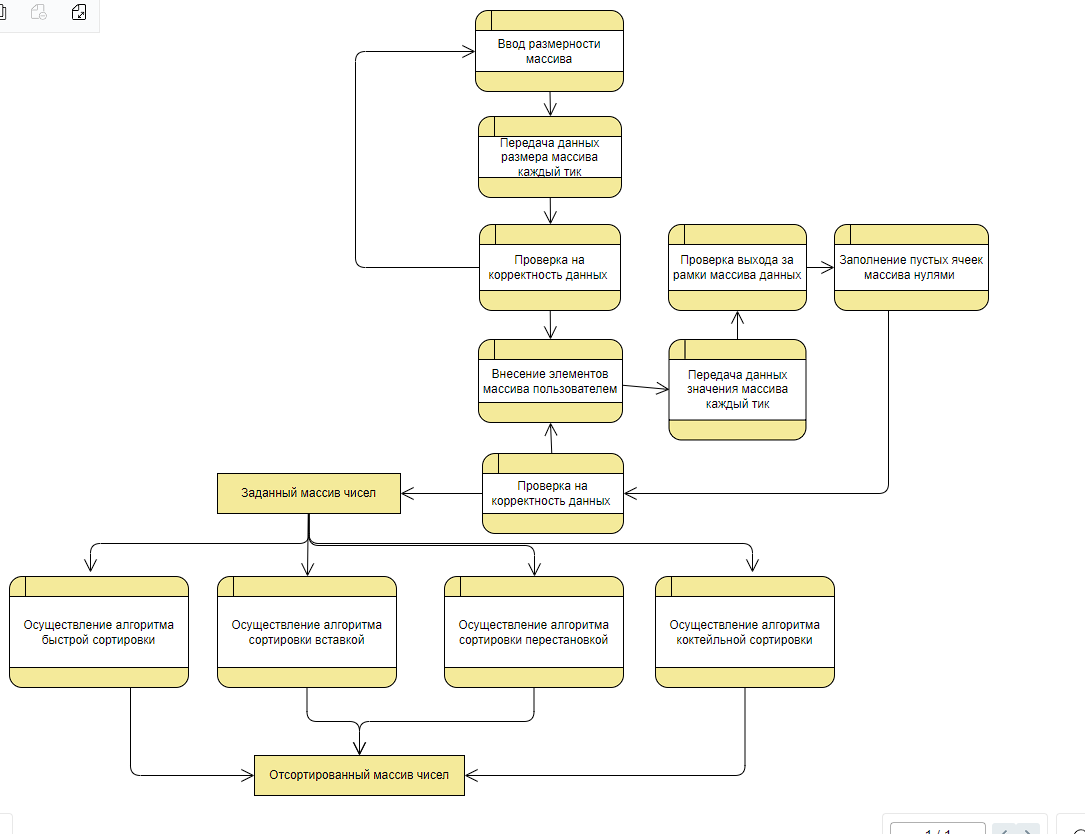 Ввод размерности
массива
Передача данных
размера массива
каждый тик
Проверка на
корректность данных
Проверка выхода за
рамки массива данных
Заполнение пустых ячеек
массива нулями
Внесение элементов
массива пользователем
Передача данных
значения массива
каждый тик
Проверка на
корректность данных
Заданный массив чисел
Осуществление алгоритма
быстрой сортировки
Осуществление алгоритма
сортировки вставкой
Осуществление алгоритма
сортировки перестановкой
Осуществление алгоритма
коктейльной сортировки
Отсортированный массив чисел
1 / 1